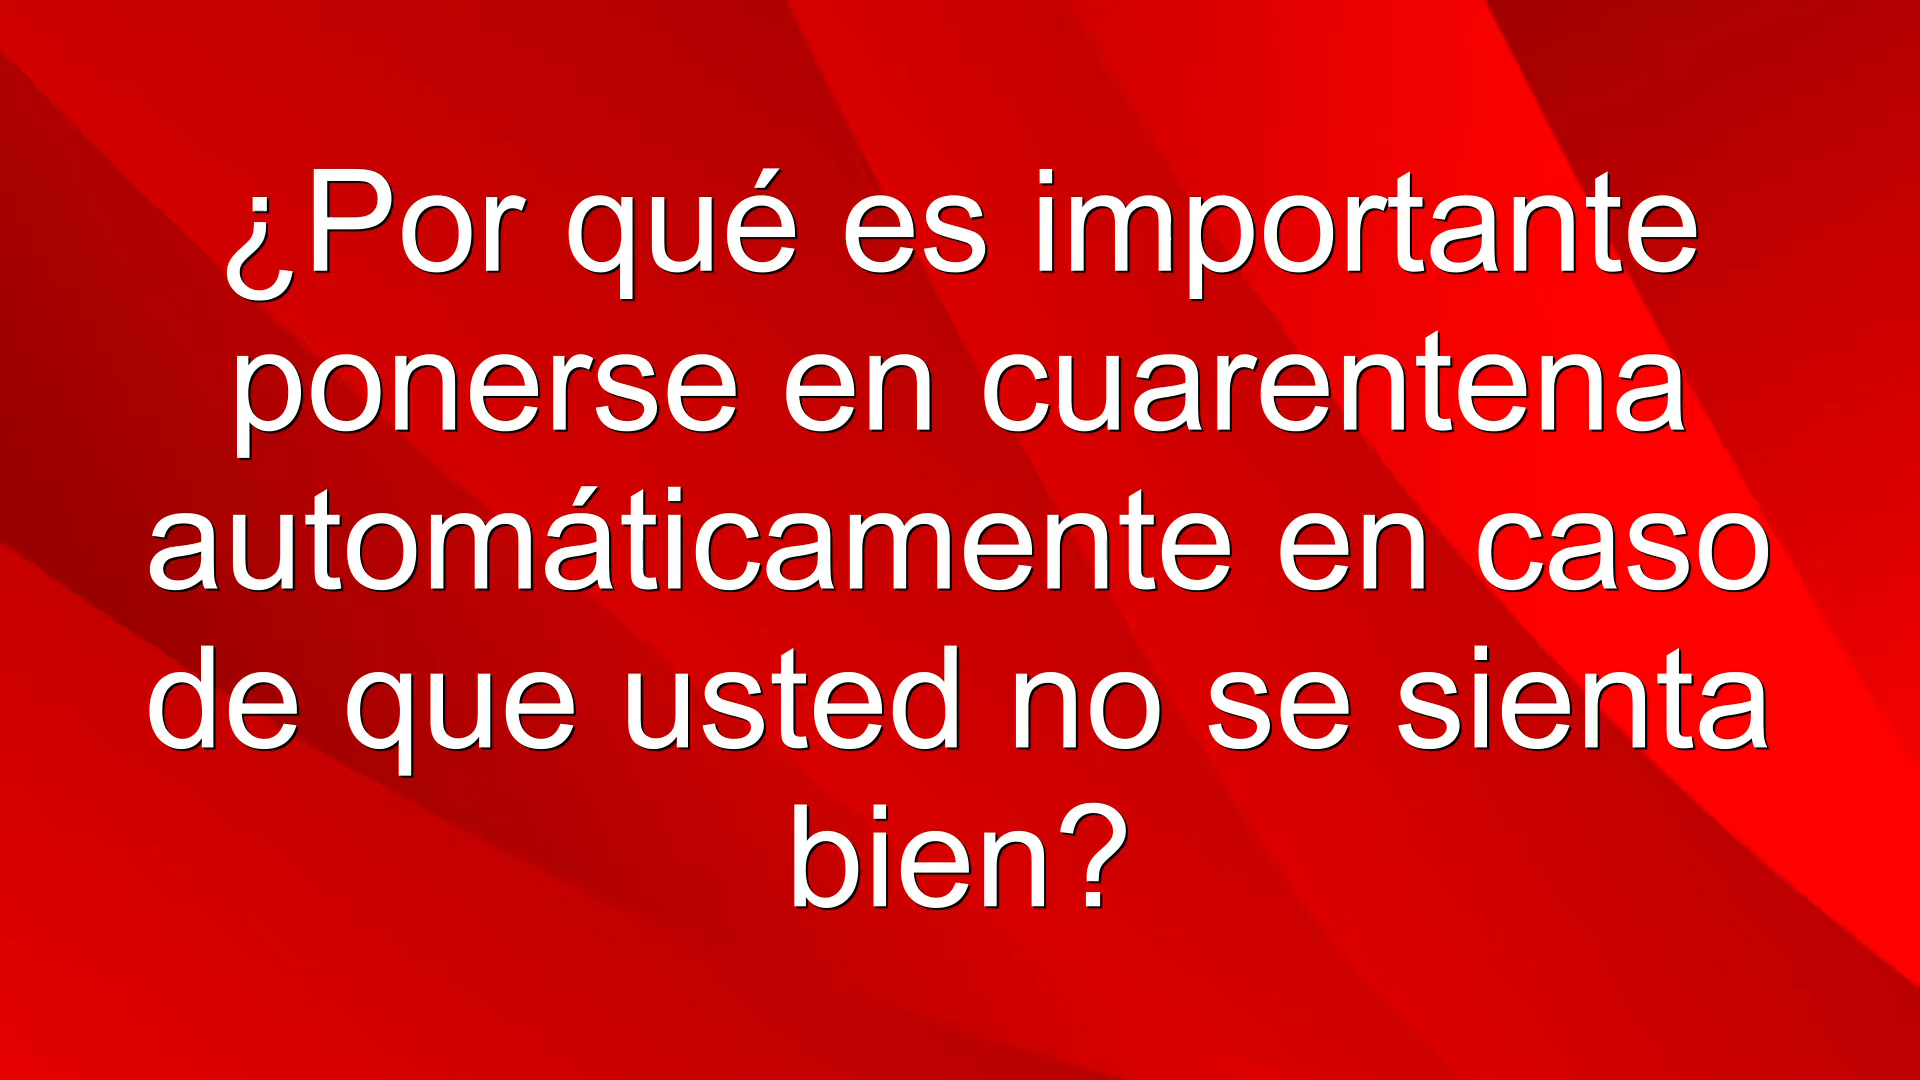 ¿Por qué es importante
ponerse en cuarentena
automáticamente en caso
de que usted no se sienta
bien?